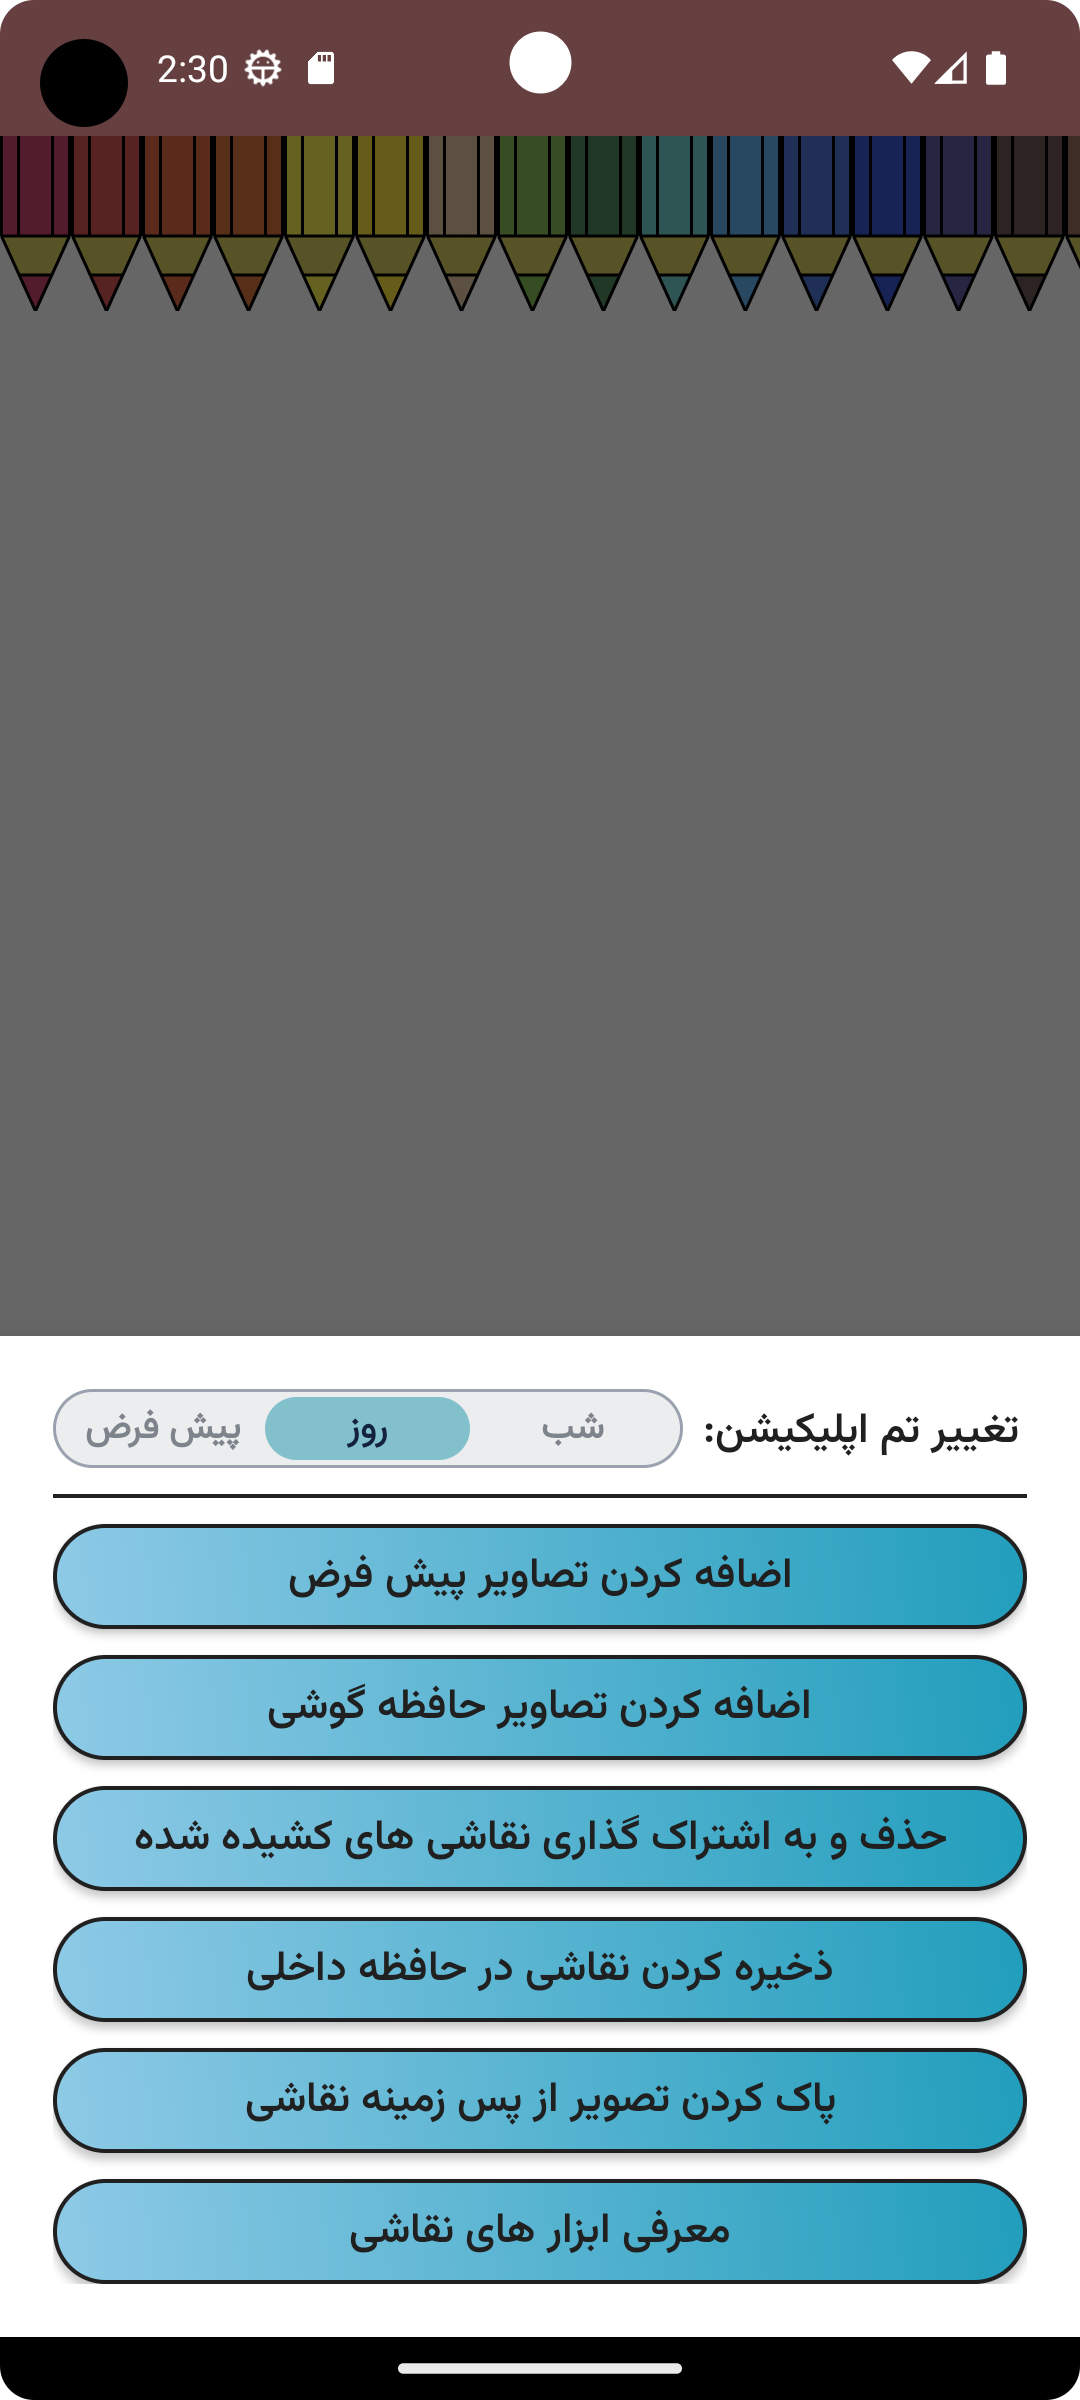 2:30
تغییر تم اپلیکیشن:
شب
روز
پیش فرض
اضافه کردن تصاویر پیش فرض
اضافه کردن تصاویر حافظه گوشی
حذف و به اشتراک گذاری نقاشی های کشیده شده
ذخیره کردن نقاشی در حافظه داخلی
پاک کردن تصویر از پس زمینه نقاشی
معرفی ابزار های نقاشی